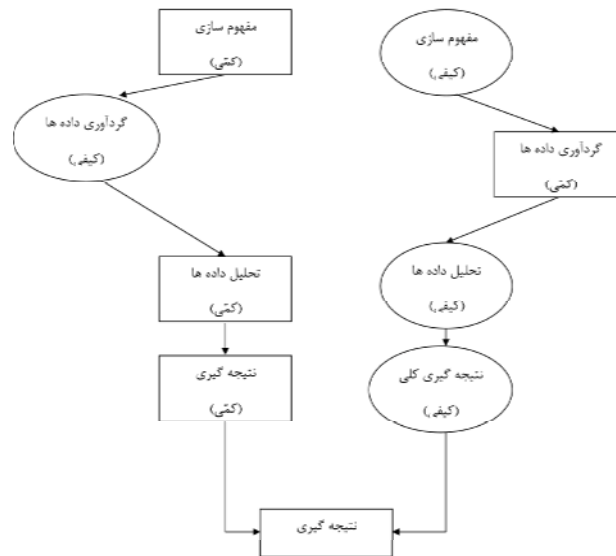 مفهوم سازی
(کیفی)
مفهوم سازی
(کمّی)
گردآوری داده ها
(کمّی)
گردآوری داده ها
(کیفی)
تحلیل داده ها
(کیفی)
تحلیل داده ها
(کمّی)
نتیجه گیری کلی
(کیفی)
نتیجه گیری
(کمّی)
نتیجه گیری